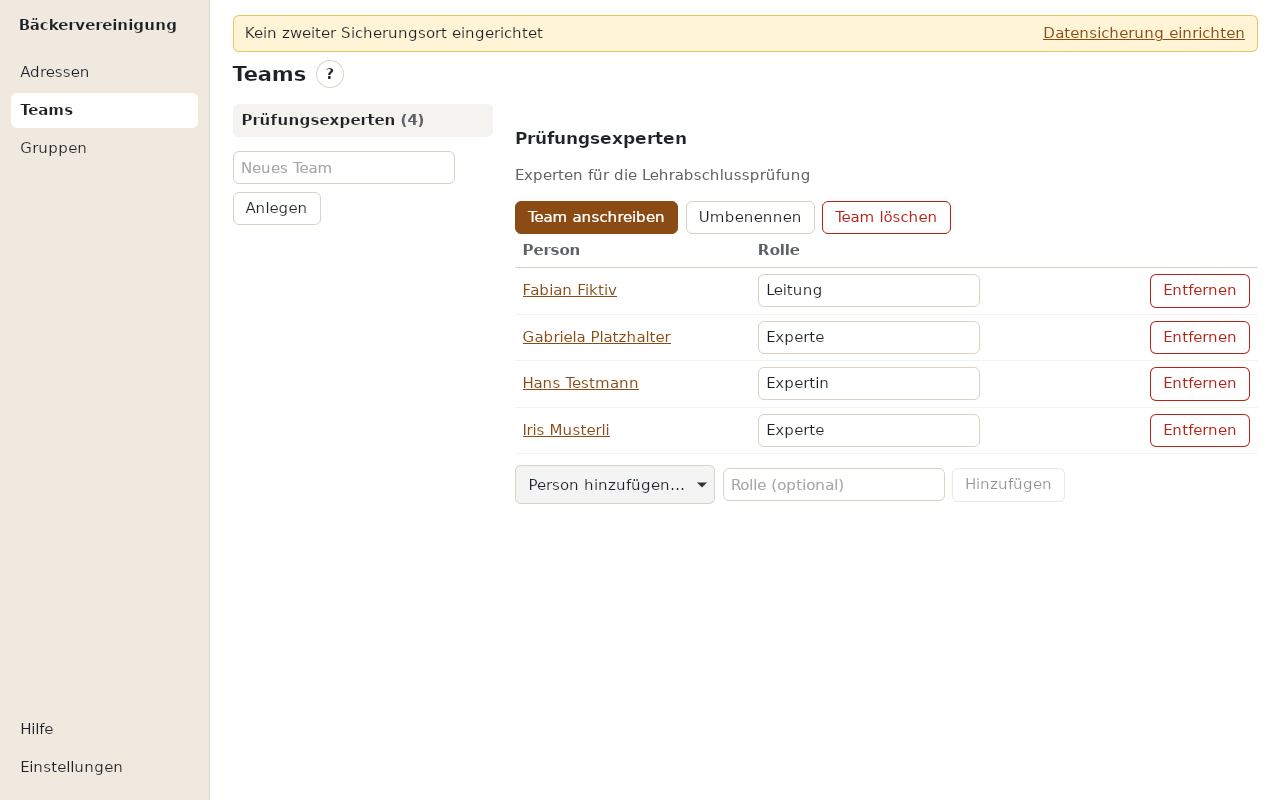 Bäckervereinigung
Adressen
Teams
Gruppen
Hilfe
Einstellungen
Kein zweiter Sicherungsort eingerichtet
Datensicherung einrichten
Teams ?
Prüfungsexperten (4)
Neues Team
Anlegen
Prüfungsexperten
Experten für die Lehrabschlussprüfung
Team anschreiben Umbenennen Team löschen
Person Rolle
Fabian Fiktiv Leitung Entfernen
Gabriela Platzhalter Experte Entfernen
Hans Testmann Expertin Entfernen
Iris Musterli Experte Entfernen
Person hinzufügen... Rolle (optional) Hinzufügen